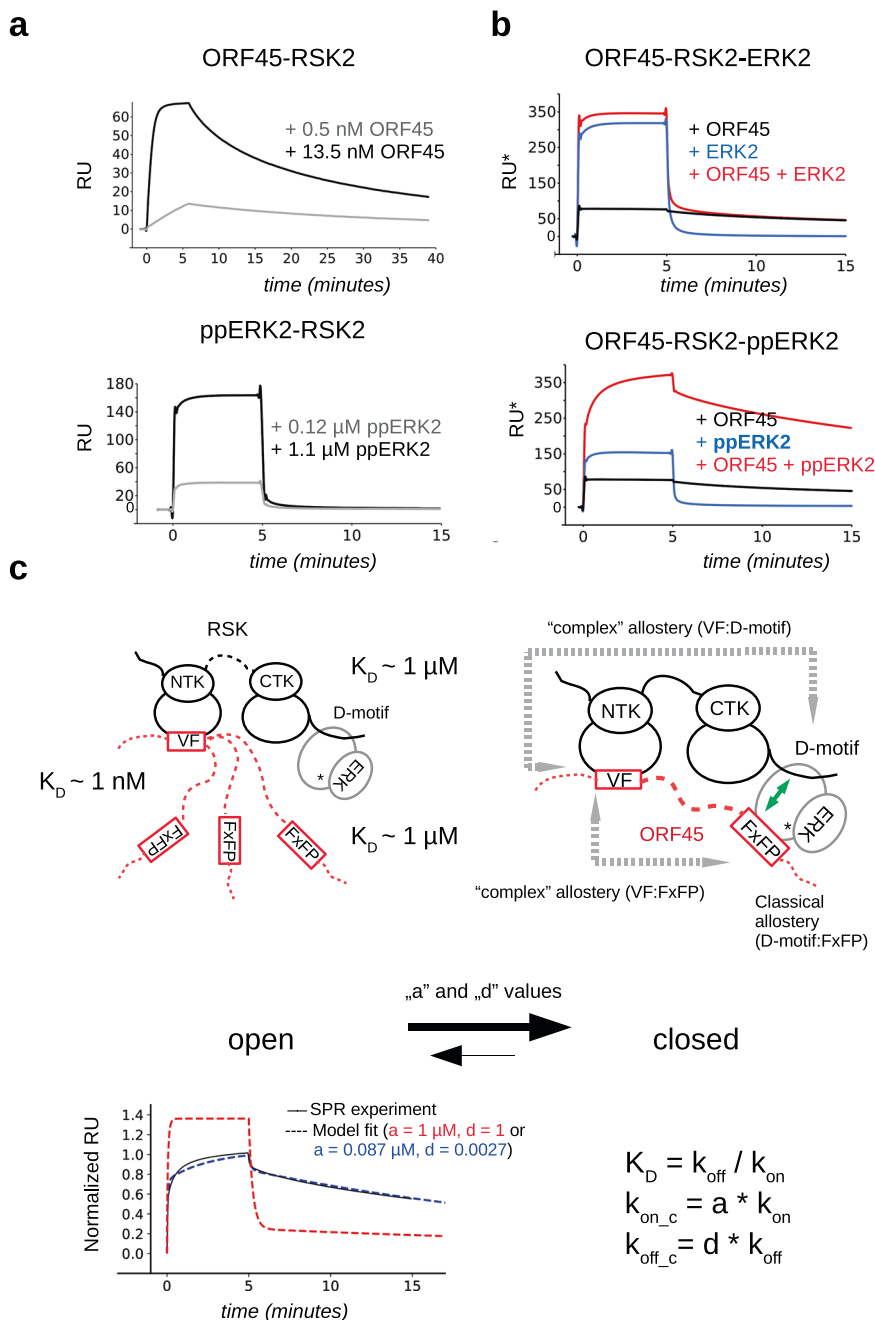 a
ORF45-RSK2
RU
60
50
40
30
20
10
0
+ 0.5 nM ORF45
+ 13.5 nM ORF45
0 5 10 15 20 25 30 35 40
time (minutes)
ppERK2-RSK2
RU
180
140
100
60
20
0
+ 0.12 µM ppERK2
+ 1.1 µM ppERK2
0 5 10 15
time (minutes)
b
ORF45-RSK2-ERK2
RU*
350
250
150
50
0
+ ORF45
+ ERK2
+ ORF45 + ERK2
0 5 10 15
time (minutes)
ORF45-RSK2-ppERK2
RU*
350
250
150
50
0
+ ORF45
+ ppERK2
+ ORF45 + ppERK2
0 5 10 15
time (minutes)
c
RSK
NTK
CTK
K_D ~ 1 µM
D-motif
VF
ERK
*
K_D ~ 1 nM
FxFP
FxFP
FxFP
K_D ~ 1 µM
“complex” allostery (VF:D-motif)
NTK
CTK
D-motif
VF
ORF45
FxFP
*
ERK
“complex” allostery (VF:FxFP)
Classical
allostery
(D-motif:FxFP)
„a” and „d” values
open
closed
Normalized RU
1.4
1.2
1.0
0.8
0.6
0.4
0.2
0.0
SPR experiment
Model fit (a = 1 µM, d = 1 or
a = 0.087 µM, d = 0.0027)
0 5 10 15
time (minutes)
K_D = k_off / k_on
k_on_c = a * k_on
k_off_c= d * k_off